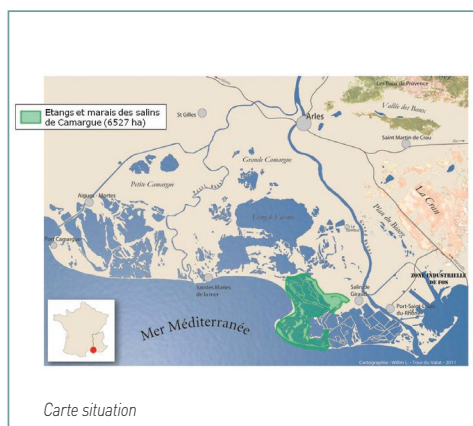 Etangs et marais des salins
de Camargue (6527 ha)
Les Baux de Provence
Vallée des Baux
St Gilles
Arles
Saint Martin de Crau
Grande Camargue
Petite Camargue
La Crau
Aigues-Mortes
Plan du Bourg
Etang de Vaccarès
Port Camargue
ZONE INDUSTRIELLE
DE FOS
Saintes Maries
de la mer
Salin de
Giraud
Port-Saint Louis
du-Rhône
Mer Méditerranée
Cartographie : Willm L. - Tour du Valat - 2011
Carte situation